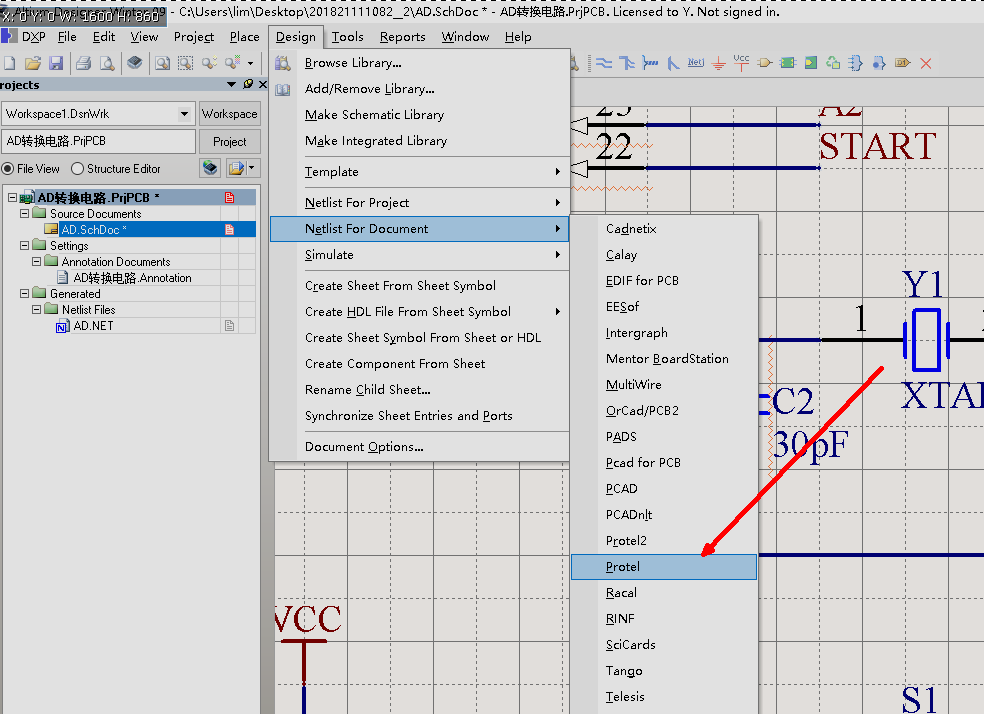 X: 0 Y: 0 W: 1600 H: 860
- C:\Users\lim\Desktop\201821111082__2\AD.SchDoc * - AD转换电路.PrjPCB. Licensed to Y. Not signed in.
DXP File Edit View Project Place Design Tools Reports Window Help
Net
Vcc
rojects
Workspace1.DsnWrk Workspace
AD转换电路.PrjPCB Project
File View Structure Editor
AD转换电路.PrjPCB *
Source Documents
AD.SchDoc *
Settings
Annotation Documents
AD转换电路.Annotation
Generated
Netlist Files
AD.NET
Browse Library...
Add/Remove Library...
Make Schematic Library
Make Integrated Library
Template
Netlist For Project
Netlist For Document
Simulate
Create Sheet From Sheet Symbol
Create HDL File From Sheet Symbol
Create Sheet Symbol From Sheet or HDL
Create Component From Sheet
Rename Child Sheet...
Synchronize Sheet Entries and Ports
Document Options...
Cadnetix
Calay
EDIF for PCB
EESof
Intergraph
Mentor BoardStation
MultiWire
OrCad/PCB2
PADS
Pcad for PCB
PCAD
PCADnlt
Protel2
Protel
Racal
RINF
SciCards
Tango
Telesis
23
A2
22
START
Y1
1
XTAL
C2
30pF
VCC
S1